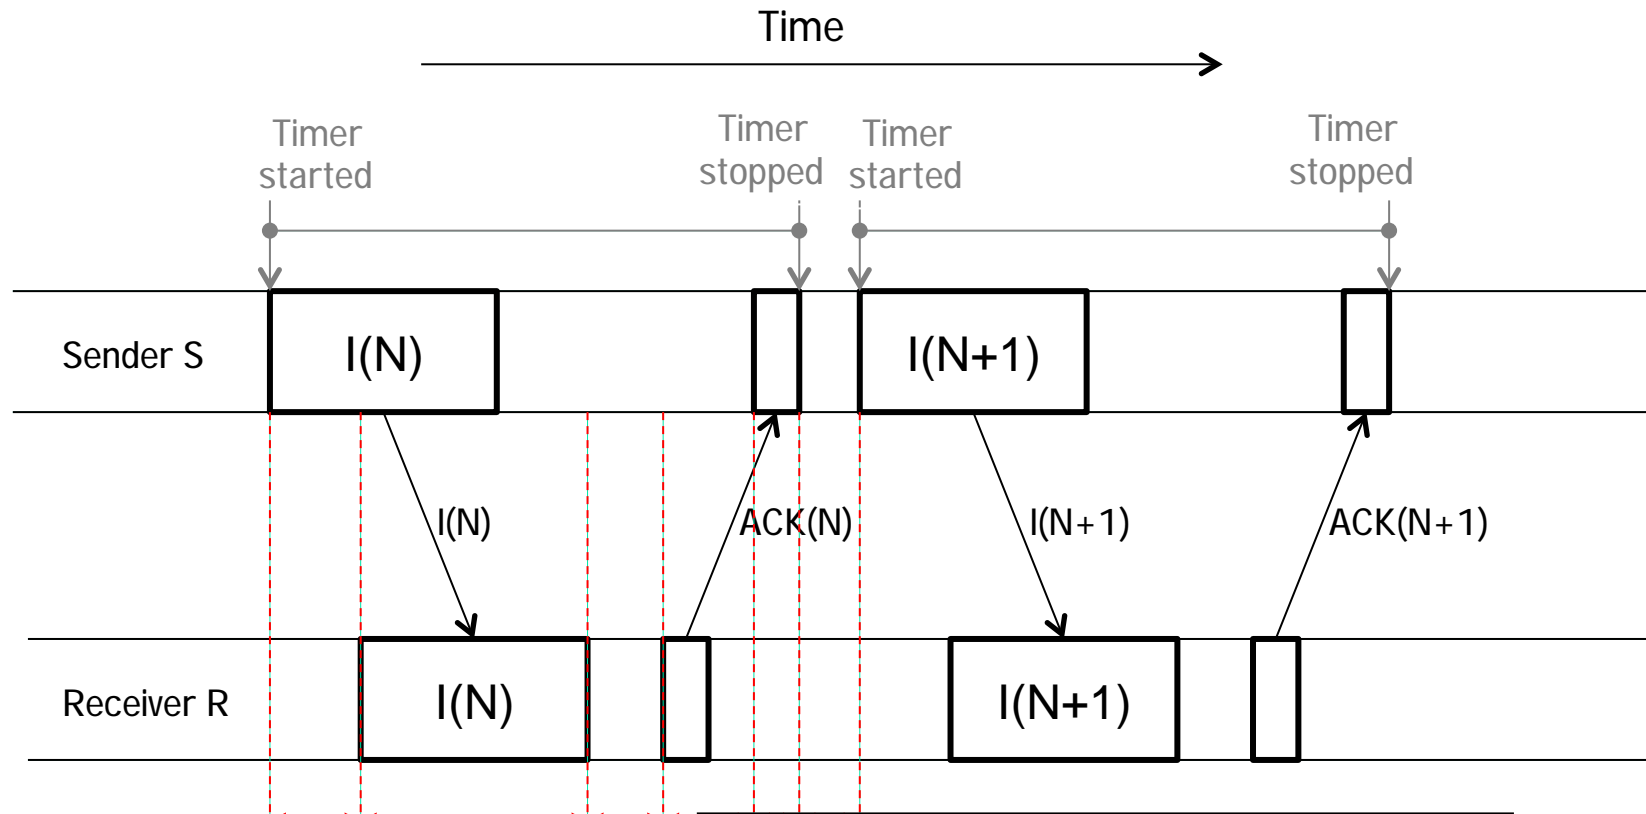 Time
Timer
started
Timer
stopped
Timer
started
Timer
stopped
Sender S
I(N)
I(N+1)
I(N)
ACK(N)
I(N+1)
ACK(N+1)
Receiver R
I(N)
I(N+1)